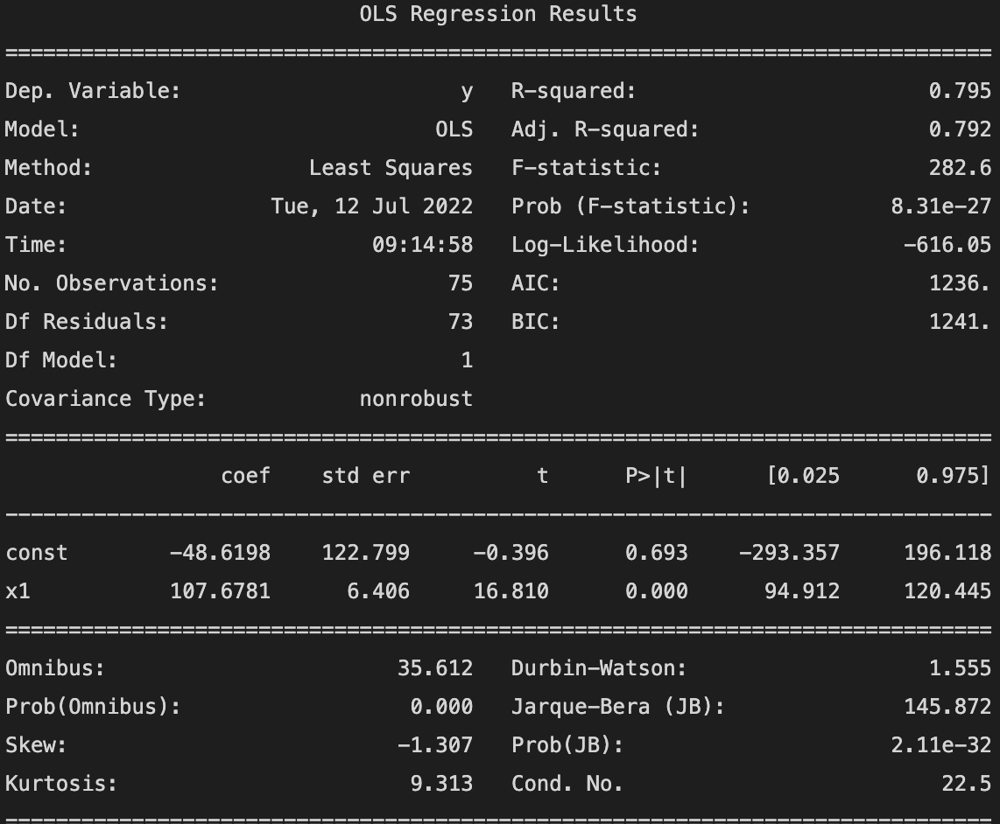 OLS Regression Results
==============================================================================
Dep. Variable: y R-squared: 0.795
Model: OLS Adj. R-squared: 0.792
Method: Least Squares F-statistic: 282.6
Date: Tue, 12 Jul 2022 Prob (F-statistic): 8.31e-27
Time: 09:14:58 Log-Likelihood: -616.05
No. Observations: 75 AIC: 1236.
Df Residuals: 73 BIC: 1241.
Df Model: 1
Covariance Type: nonrobust
==============================================================================
coef std err t P>|t| [0.025 0.975]
------------------------------------------------------------------------------
const -48.6198 122.799 -0.396 0.693 -293.357 196.118
x1 107.6781 6.406 16.810 0.000 94.912 120.445
==============================================================================
Omnibus: 35.612 Durbin-Watson: 1.555
Prob(Omnibus): 0.000 Jarque-Bera (JB): 145.872
Skew: -1.307 Prob(JB): 2.11e-32
Kurtosis: 9.313 Cond. No. 22.5
==============================================================================